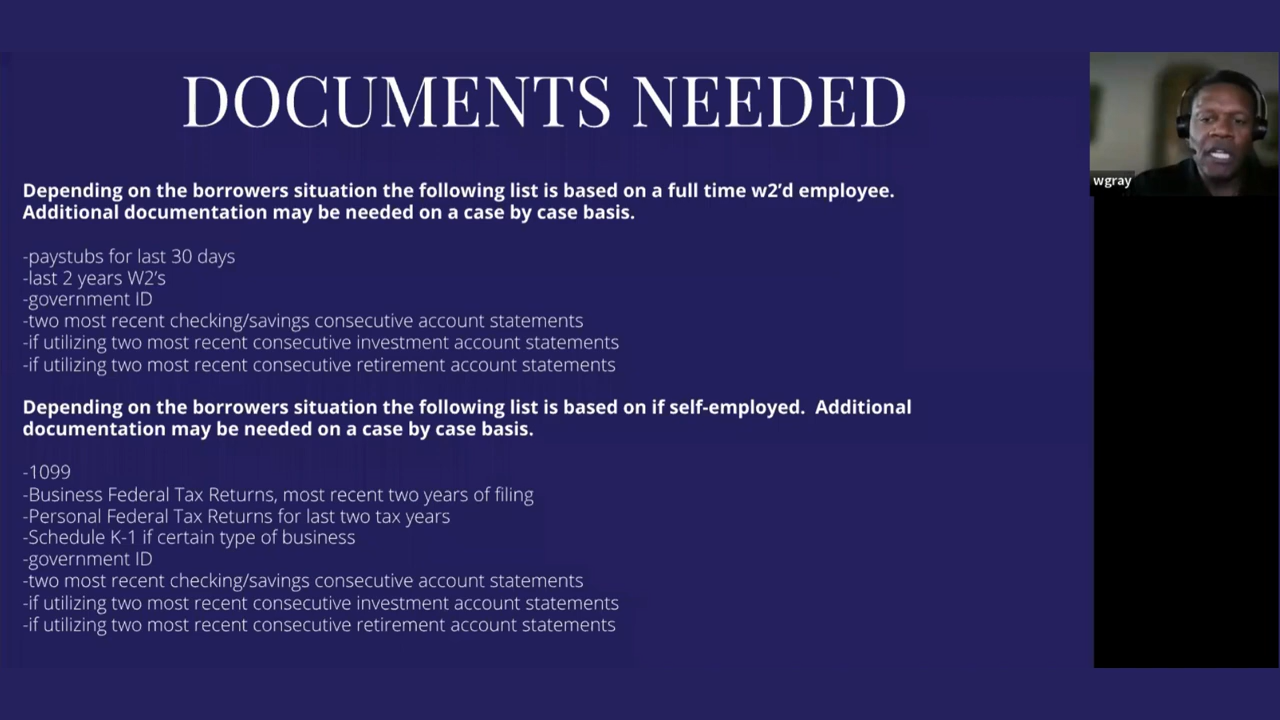 DOCUMENTS NEEDED
Depending on the borrowers situation the following list is based on a full time w2’d employee.
Additional documentation may be needed on a case by case basis.
-paystubs for last 30 days
-last 2 years W2’s
-government ID
-two most recent checking/savings consecutive account statements
-if utilizing two most recent consecutive investment account statements
-if utilizing two most recent consecutive retirement account statements
Depending on the borrowers situation the following list is based on if self-employed.  Additional
documentation may be needed on a case by case basis.
-1099
-Business Federal Tax Returns, most recent two years of filing
-Personal Federal Tax Returns for last two tax years
-Schedule K-1 if certain type of business
-government ID
-two most recent checking/savings consecutive account statements
-if utilizing two most recent consecutive investment account statements
-if utilizing two most recent consecutive retirement account statements
wgray